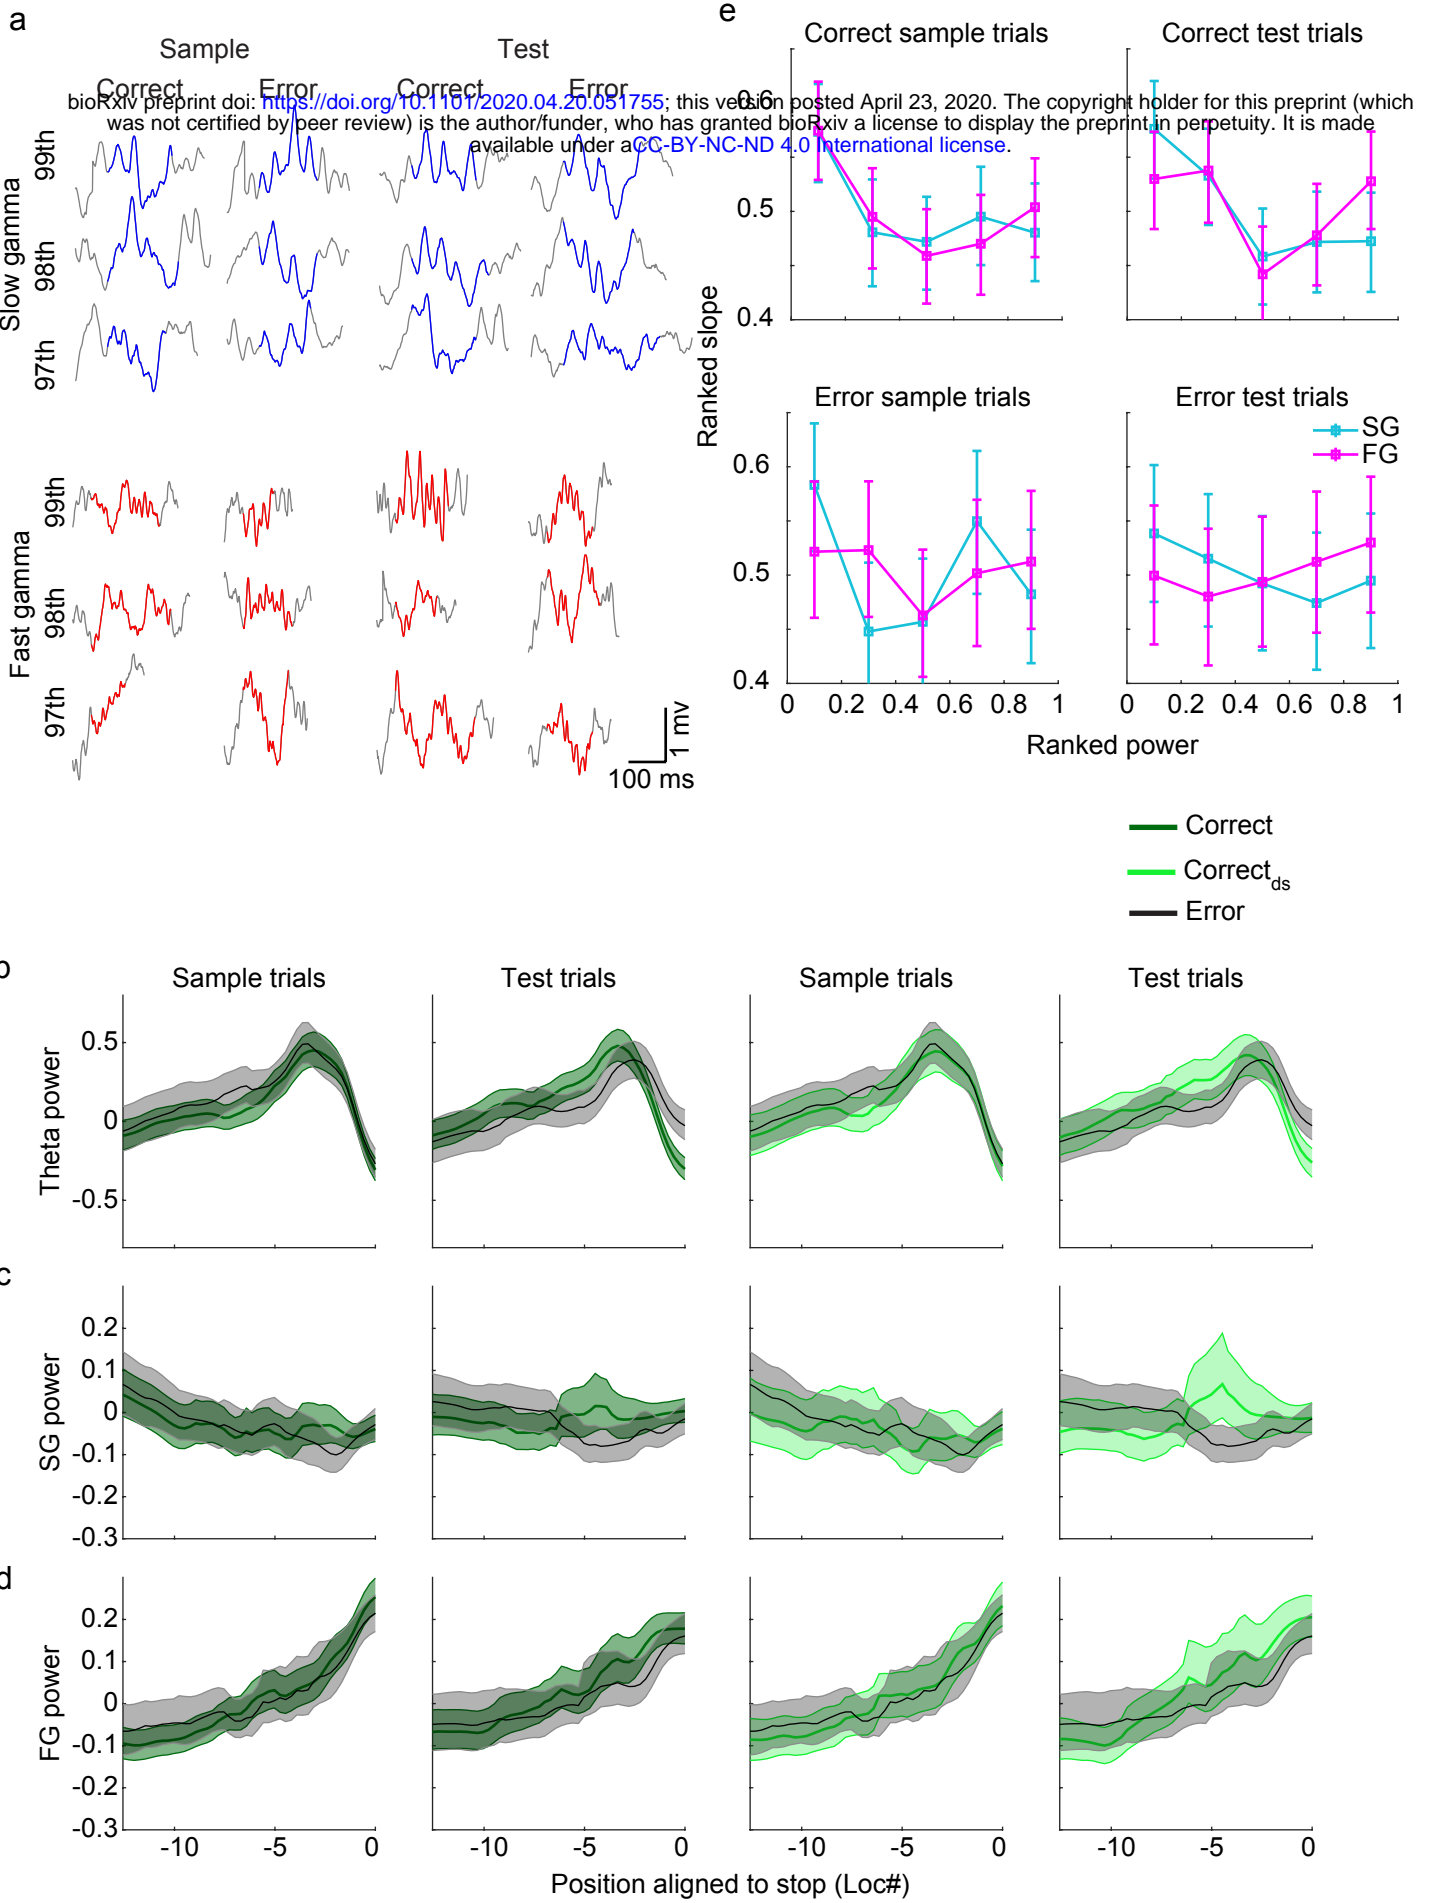 a
Sample Test
Correct Error Correct Error
bioRxiv preprint doi: https://doi.org/10.1101/2020.04.20.051755; this version posted April 23, 2020. The copyright holder for this preprint (which
was not certified by peer review) is the author/funder, who has granted bioRxiv a license to display the preprint in perpetuity. It is made
available under aCC-BY-NC-ND 4.0 International license.
Slow gamma
99th
98th
97th
Fast gamma
99th
98th
97th
1 mv
100 ms
e
Correct sample trials Correct test trials
0.6
0.5
0.4
Ranked slope
Error sample trials Error test trials
SG
FG
0.6
0.5
0.4
0 0.2 0.4 0.6 0.8 1 0 0.2 0.4 0.6 0.8 1
Ranked power
Correct
Correctds
Error
b
Sample trials Test trials Sample trials Test trials
Theta power
0.5
0
-0.5
c
SG power
0.2
0.1
0
-0.1
-0.2
-0.3
d
FG power
0.2
0.1
0
-0.1
-0.2
-0.3
-10 -5 0 -10 -5 0 -10 -5 0 -10 -5 0
Position aligned to stop (Loc#)